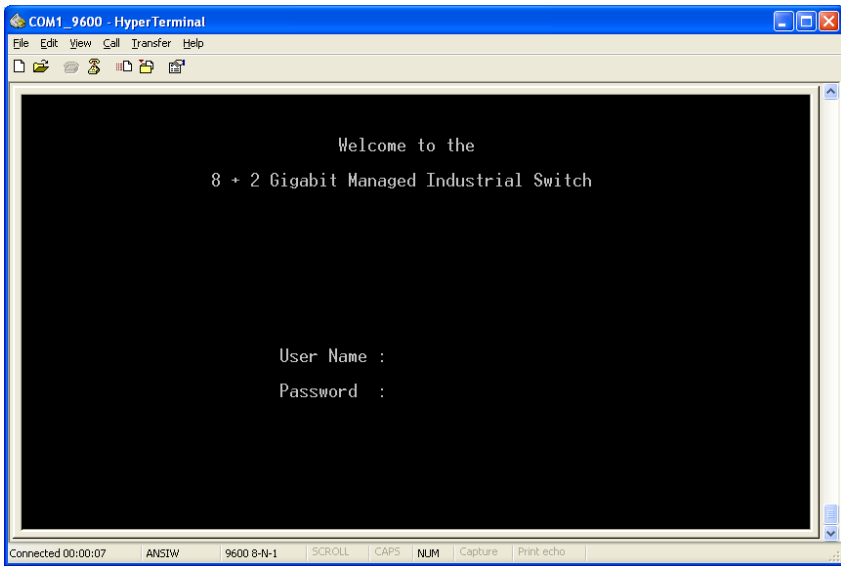 COM1_9600 - HyperTerminal
File Edit View Call Transfer Help
Welcome to the
8 + 2 Gigabit Managed Industrial Switch
User Name :
Password :
Connected 00:00:07 ANSIW 9600 8-N-1 SCROLL CAPS NUM Capture Print echo